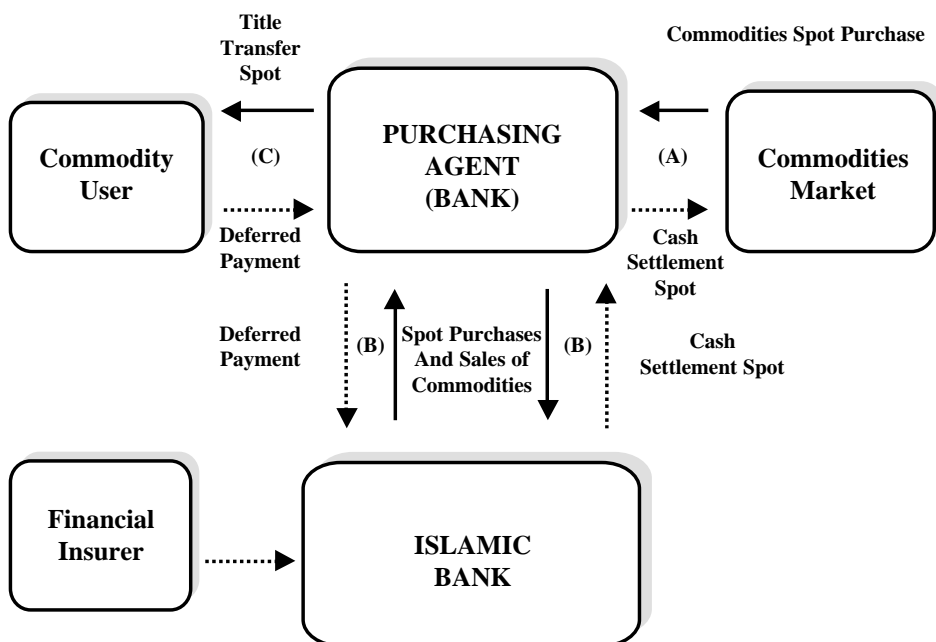 Title
Transfer
Spot
Commodities Spot Purchase
Commodity
User
(C)
PURCHASING
AGENT
(BANK)
(A)
Commodities
Market
Deferred
Payment
Cash
Settlement
Spot
Deferred
Payment
(B)
Spot Purchases
And Sales of
Commodities
(B)
Cash
Settlement Spot
Financial
Insurer
ISLAMIC
BANK